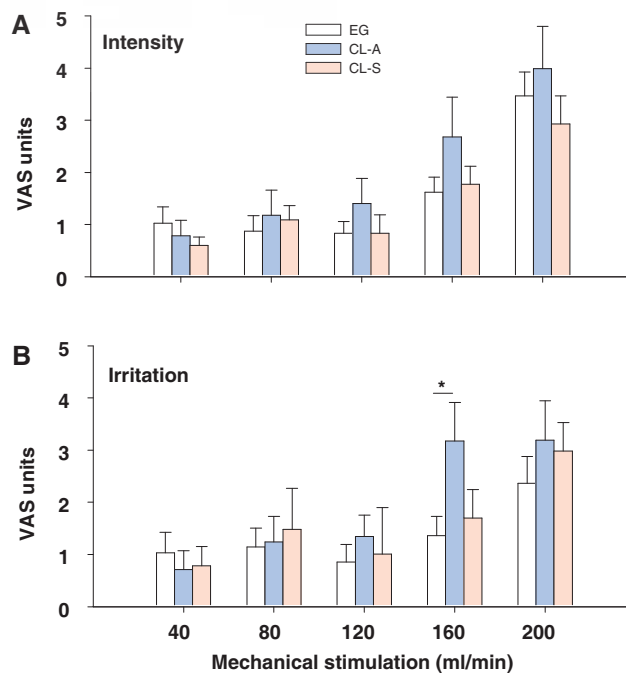 A
Intensity
EG
CL-A
CL-S
VAS units
5
4
3
2
1
0
B
Irritation
*
VAS units
5
4
3
2
1
0
40 80 120 160 200
Mechanical stimulation (ml/min)